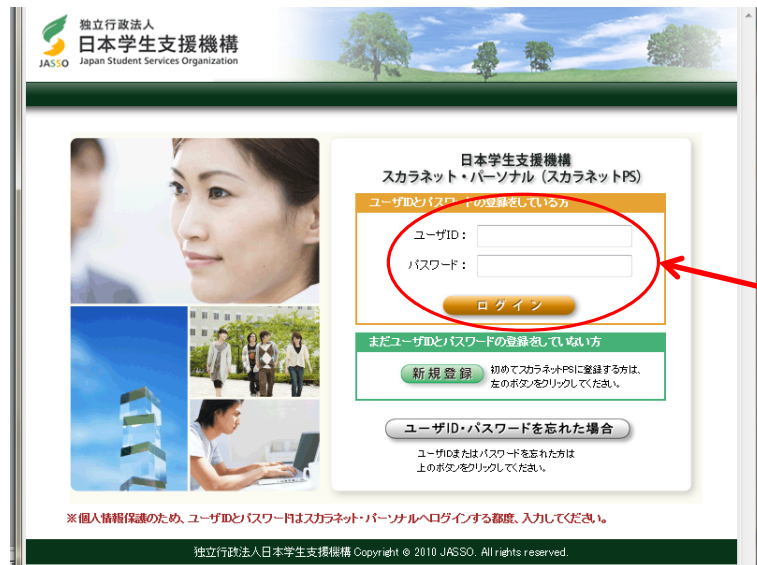 独立行政法人
日本学生支援機構
JASSO Japan Student Services Organization
日本学生支援機構
スカラネット・パーソナル（スカラネットPS）
ユーザIDとパスワードの登録をしている方
ユーザID：
パスワード：
ログイン
まだユーザIDとパスワードの登録をしていない方
新規登録
初めてスカラネットPSに登録する方は、
左のボタンをクリックしてください。
ユーザID・パスワードを忘れた場合
ユーザIDまたはパスワードを忘れた方は
上のボタンをクリックしてください。
※個人情報保護のため、ユーザIDとパスワードはスカラネット・パーソナルへログインする都度、入力してください。
独立行政法人日本学生支援機構 Copyright © 2010 JASSO. All rights reserved.